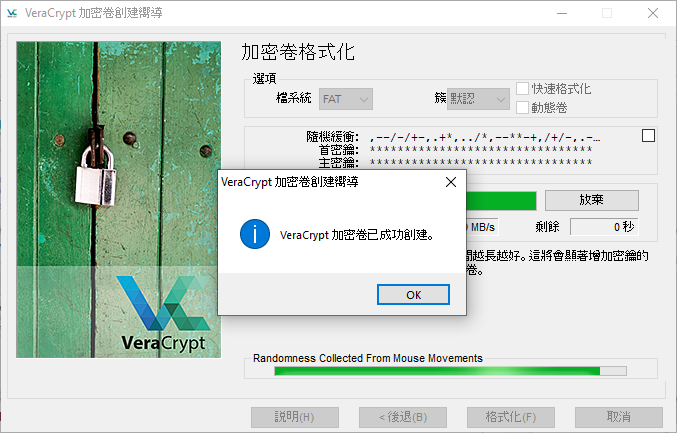 VeraCrypt 加密卷創建嚮導
加密卷格式化
選項
檔系統 FAT 簇 默認 快速格式化
動態卷
隨機緩衝: ,--/-/+-,.+*,../*,--**-+,/+/-,.-…
首密鑰: ********************************
主密鑰: ********************************
VeraCrypt 加密卷創建嚮導
放棄
MB/s 剩餘 0 秒
VeraCrypt 加密卷已成功創建。
越長越好。這將會顯著增加密鑰的
卷。
OK
VeraCrypt
Randomness Collected From Mouse Movements
説明(H) < 後退(B) 格式化(F) 取消